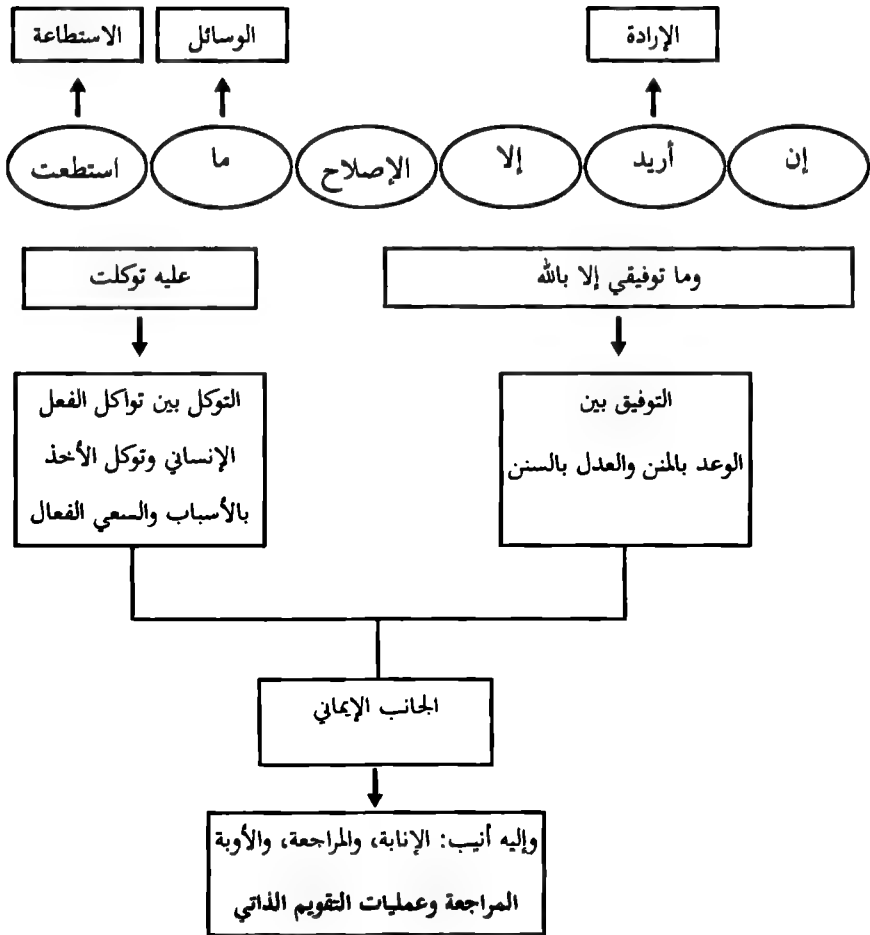 الإرادة الوسائل الاستطاعة
إن أريد إلا الإصلاح ما استطعت
وما توفيقي إلا بالله
عليه توكلت
التوفيق بين
الوعد بالمنن والعدل بالسنن
التوكل بين تواكل الفعل
الإنساني وتوكل الأخذ
بالأسباب والسعي الفعال
الجانب الإيماني
وإليه أنيب: الإنابة، والمراجعة، والأوبة
المراجعة وعمليات التقويم الذاتي